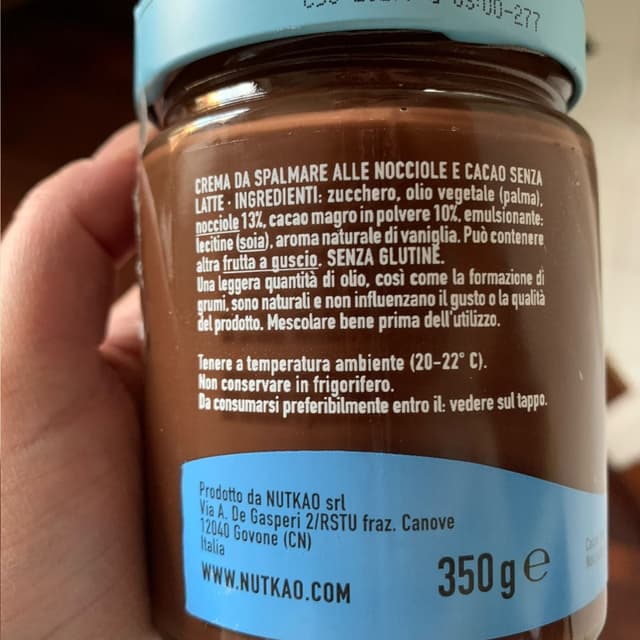 03:00-277
CREMA DA SPALMARE ALLE NOCCIOLE E CACAO SENZA
LATTE - INGREDIENTI: zucchero, olio vegetale (palma),
nocciole 13%, cacao magro in polvere 10%, emulsionante:
lecitine (soia), aroma naturale di vaniglia. Può contenere
altra frutta a guscio. SENZA GLUTINE.
Una leggera quantità di olio, così come la formazione di
grumi, sono naturali e non influenzano il gusto o la qualità
del prodotto. Mescolare bene prima dell'utilizzo.
Tenere a temperatura ambiente (20-22° C).
Non conservare in frigorifero.
Da consumarsi preferibilmente entro il: vedere sul tappo.
Prodotto da NUTKAO srl
Via A. De Gasperi 2/RSTU fraz. Canove
12040 Govone (CN)
Italia
WWW.NUTKAO.COM
350 g e